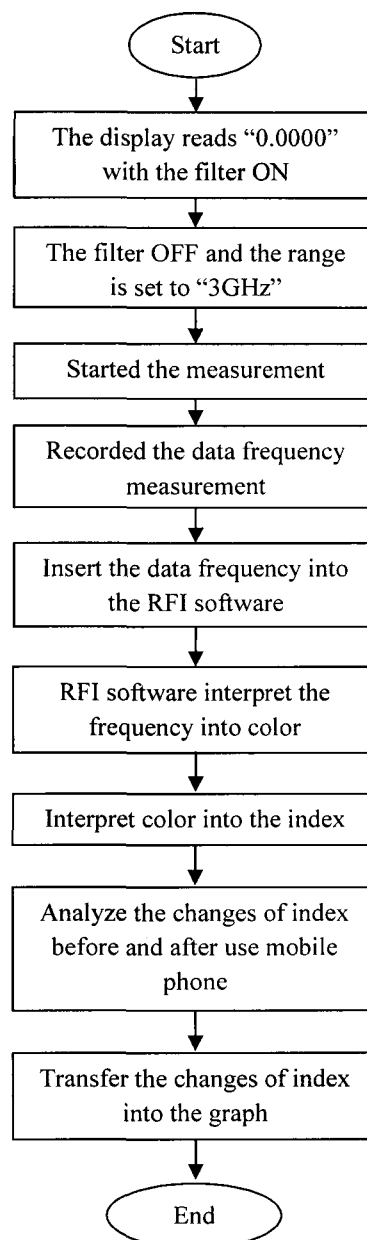 Start
The display reads “0.0000”
with the filter ON
The filter OFF and the range
is set to “3GHz”
Started the measurement
Recorded the data frequency
measurement
Insert the data frequency into
the RFI software
RFI software interpret the
frequency into color
Interpret color into the index
Analyze the changes of index
before and after use mobile
phone
Transfer the changes of index
into the graph
End